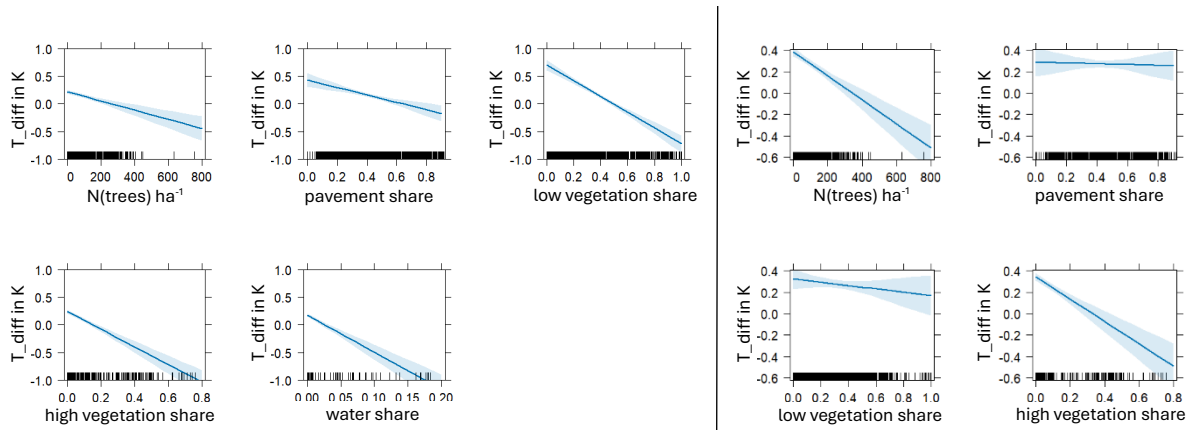 1.0
0.5
0.0
-0.5
-1.0
T_diff in K
0 200 400 600 800
N(trees) ha-1
1.0
0.5
0.0
-0.5
-1.0
T_diff in K
0.0 0.2 0.4 0.6 0.8
pavement share
1.0
0.5
0.0
-0.5
-1.0
T_diff in K
0.0 0.2 0.4 0.6 0.8 1.0
low vegetation share
0.4
0.2
0.0
-0.2
-0.4
-0.6
T_diff in K
0 200 400 600 800
N(trees) ha-1
0.4
0.2
0.0
-0.2
-0.4
-0.6
T_diff in K
0.0 0.2 0.4 0.6 0.8
pavement share
1.0
0.5
0.0
-0.5
-1.0
T_diff in K
0.0 0.2 0.4 0.6 0.8
high vegetation share
1.0
0.5
0.0
-0.5
-1.0
T_diff in K
0.00 0.05 0.10 0.15 0.20
water share
0.4
0.2
0.0
-0.2
-0.4
-0.6
T_diff in K
0.0 0.2 0.4 0.6 0.8 1.0
low vegetation share
0.4
0.2
0.0
-0.2
-0.4
-0.6
T_diff in K
0.0 0.2 0.4 0.6 0.8
high vegetation share